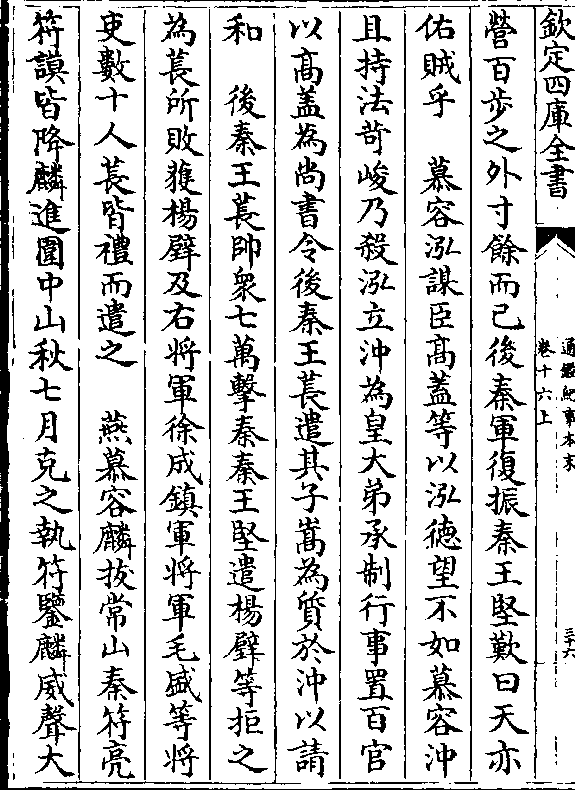 欽定四庫全書
通鑑紀事本末
卷十六上
三十六
營百步之外寸餘而已後秦軍復振秦王堅歎曰天亦
佑賊乎　慕容泓謀臣高蓋等以泓德望不如慕容沖
且持法苛峻乃殺泓立沖為皇大弟承制行事置百官
以高盖為尚書令後秦王萇遣其子嵩為質於沖以請
和　後秦王萇帥衆七萬擊秦秦王堅遣楊壁等拒之
為萇所敗獲楊壁及右将軍徐成鎮軍将軍毛盛等将
吏數十人萇皆禮而遣之　燕慕容麟拔常山秦苻亮
苻謨皆降麟進圍中山秋七月克之執苻鑒麟威聲大